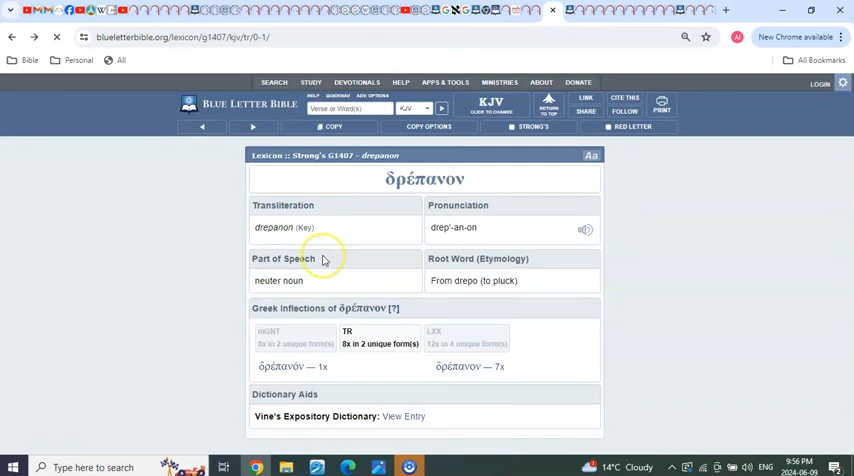 New Chrome available
blueletterbible.org/lexicon/g1407/kjv/tr/0-1/
Bible
Personal
All
All Bookmarks
SEARCH STUDY DEVOTIONALS HELP APPS & TOOLS MINISTRIES ABOUT DONATE
LOGIN
BLUE LETTER BIBLE
HELP QUICKNAV ADV. OPTIONS
Verse or Word(s)
KJV
KJV
CLICK TO CHANGE
RETURN
TO TOP
LINK
CITE THIS
SHARE
FOLLOW
PRINT
COPY
COPY OPTIONS
STRONG'S
RED LETTER
Lexicon :: Strong's G1407 - drepanon
Aa
δρέπανον
Transliteration
Pronunciation
drepanon (Key)
drep'-an-on
Part of Speech
Root Word (Etymology)
neuter noun
From drepo (to pluck)
Greek Inflections of δρέπανον [?]
mGNT
8x in 2 unique form(s)
TR
8x in 2 unique form(s)
LXX
12x in 4 unique form(s)
δρέπανόν — 1x
δρέπανον — 7x
Dictionary Aids
Vine's Expository Dictionary: View Entry
Type here to search
14°C Cloudy
ENG
9:56 PM
2024-06-09